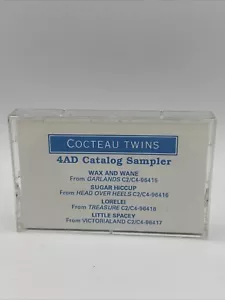 COCTEAU TWINS
4AD Catalog Sampler
WAX AND WANE
From GARLANDS C2/C4-96415
SUGAR HICCUP
From HEAD OVER HEELS C2/C4-96416
LORELEI
From TREASURE C2/C4-96418
LITTLE SPACEY
From VICTORIALAND C2/C4-96417